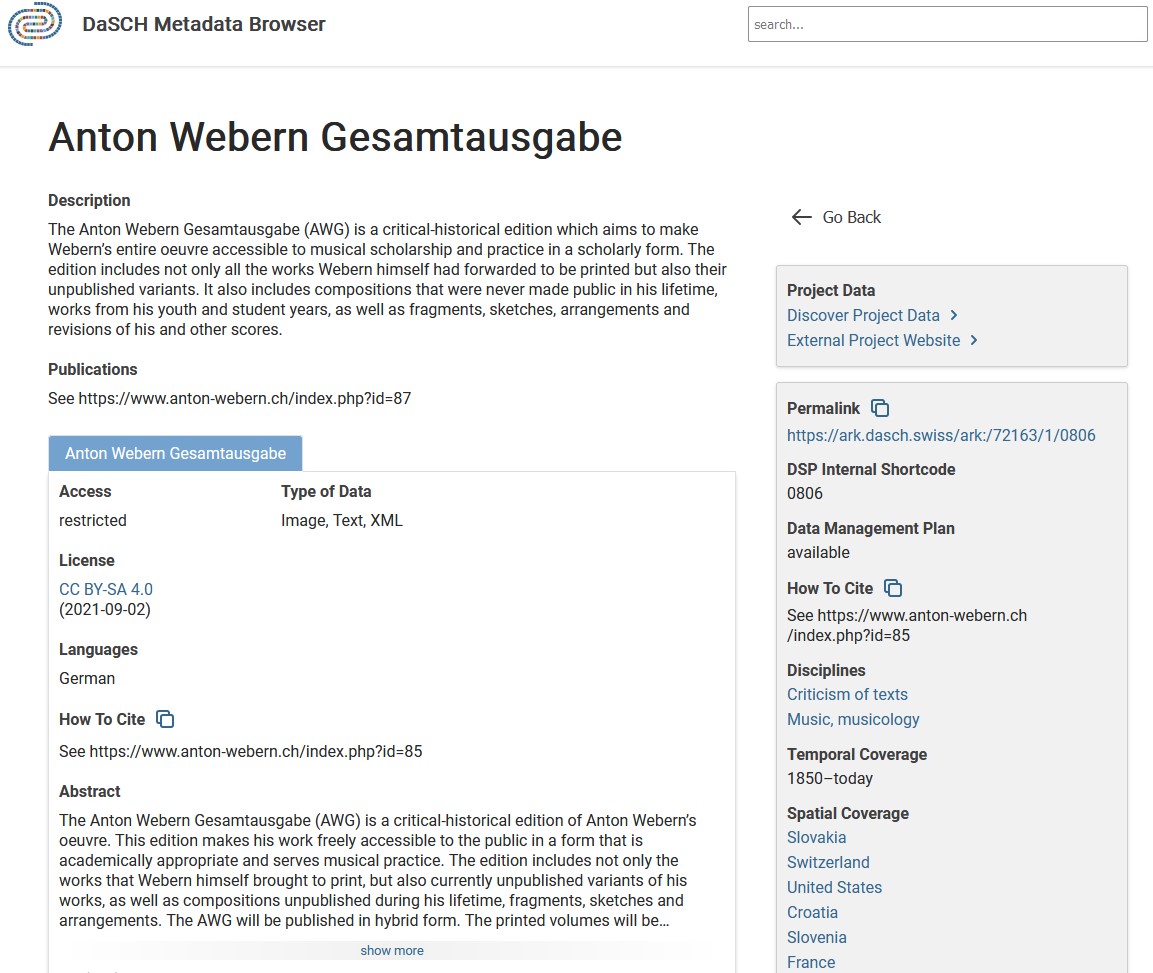 DaSCH Metadata Browser
search...
Anton Webern Gesamtausgabe
Description
The Anton Webern Gesamtausgabe (AWG) is a critical-historical edition which aims to make
Webern’s entire oeuvre accessible to musical scholarship and practice in a scholarly form. The
edition includes not only all the works Webern himself had forwarded to be printed but also their
unpublished variants. It also includes compositions that were never made public in his lifetime,
works from his youth and student years, as well as fragments, sketches, arrangements and
revisions of his and other scores.
Publications
See https://www.anton-webern.ch/index.php?id=87
Anton Webern Gesamtausgabe
Access
restricted
Type of Data
Image, Text, XML
License
CC BY-SA 4.0
(2021-09-02)
Languages
German
How To Cite
See https://www.anton-webern.ch/index.php?id=85
Abstract
The Anton Webern Gesamtausgabe (AWG) is a critical-historical edition of Anton Webern’s
oeuvre. This edition makes his work freely accessible to the public in a form that is
academically appropriate and serves musical practice. The edition includes not only the
works that Webern himself brought to print, but also currently unpublished variants of his
works, as well as compositions unpublished during his lifetime, fragments, sketches and
arrangements. The AWG will be published in hybrid form. The printed volumes will be…
show more
Go Back
Project Data
Discover Project Data
External Project Website
Permalink
https://ark.dasch.swiss/ark:/72163/1/0806
DSP Internal Shortcode
0806
Data Management Plan
available
How To Cite
See https://www.anton-webern.ch
/index.php?id=85
Disciplines
Criticism of texts
Music, musicology
Temporal Coverage
1850–today
Spatial Coverage
Slovakia
Switzerland
United States
Croatia
Slovenia
France